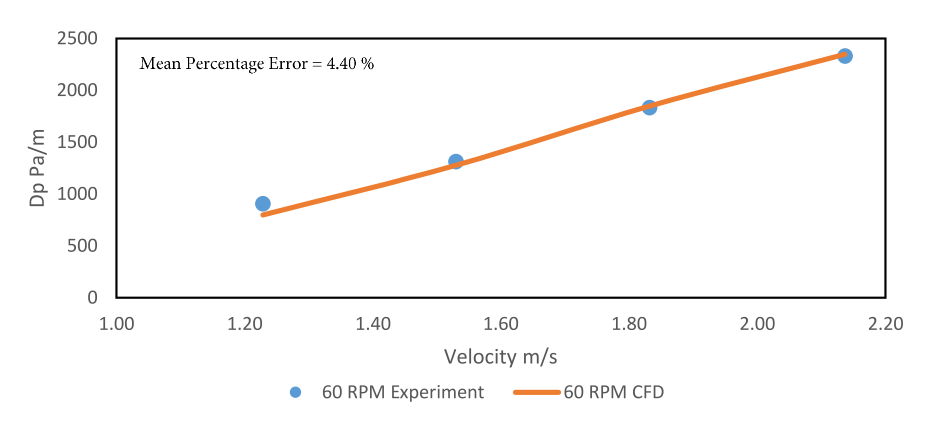 2500
Mean Percentage Error = 4.40 %
2000
1500
1000
500
0
Dp Pa/m
1.00 1.20 1.40 1.60 1.80 2.00 2.20
Velocity m/s
60 RPM Experiment 60 RPM CFD